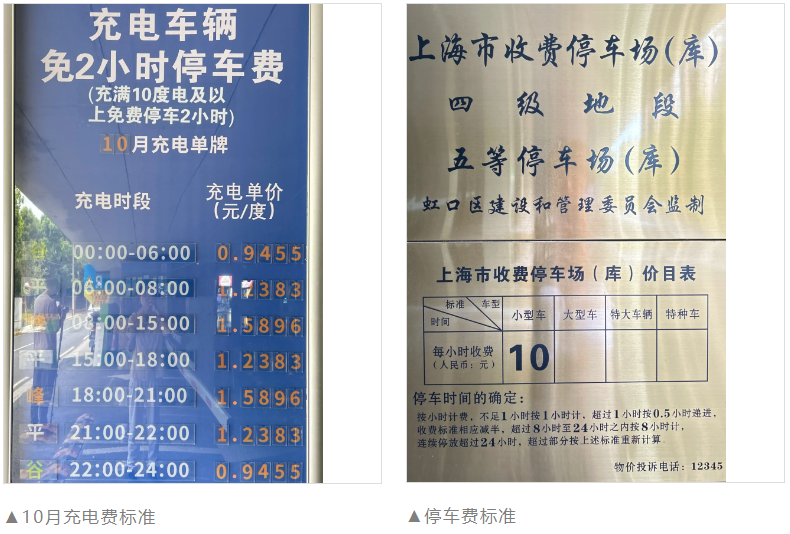 充电车辆
免2小时停车费
(充满10度电及以
上免费停车2小时)
10月充电单牌
充电时段
充电单价
(元/度)
00:00-06:00 0.9455
平 06:00-08:00 1.2383
08:00-15:00 1.5896
平 15:00-18:00 1.2383
峰 18:00-21:00 1.5896
平 21:00-22:00 1.2383
谷 22:00-24:00 0.9455
▲10月充电费标准
上海市收费停车场(库)
四级地段
五等停车场(库)
虹口区建设和管理委员会监制
上海市收费停车场(库)价目表
标准 车型
时间
小型车 大型车 特大车辆 特种车
每小时收费
(人民币:元)
10
停车时间的确定:
按小时计费,不足1小时按1小时计,超过1小时按0.5小时递进,
收费标准相应减半,超过8小时至24小时之内按8小时计,
连续停放超过24小时,超过部分按上述标准重新计算
物价投诉电话:12345
▲停车费标准